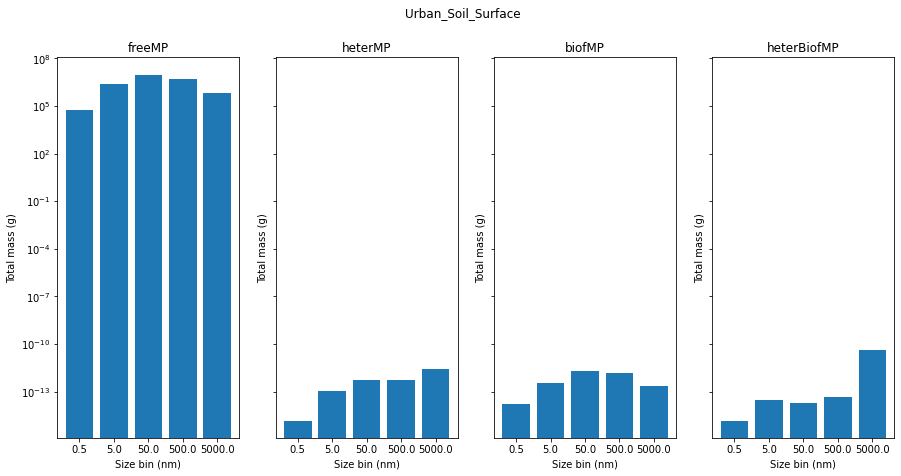 Urban_Soil_Surface
freeMP
heterMP
biofMP
heterBiofMP
10^8
10^5
10^2
10^-1
10^-4
10^-7
10^-10
10^-13
Total mass (g)
Total mass (g)
Total mass (g)
Total mass (g)
0.5 5.0 50.0 500.0 5000.0
0.5 5.0 50.0 500.0 5000.0
0.5 5.0 50.0 500.0 5000.0
0.5 5.0 50.0 500.0 5000.0
Size bin (nm)
Size bin (nm)
Size bin (nm)
Size bin (nm)